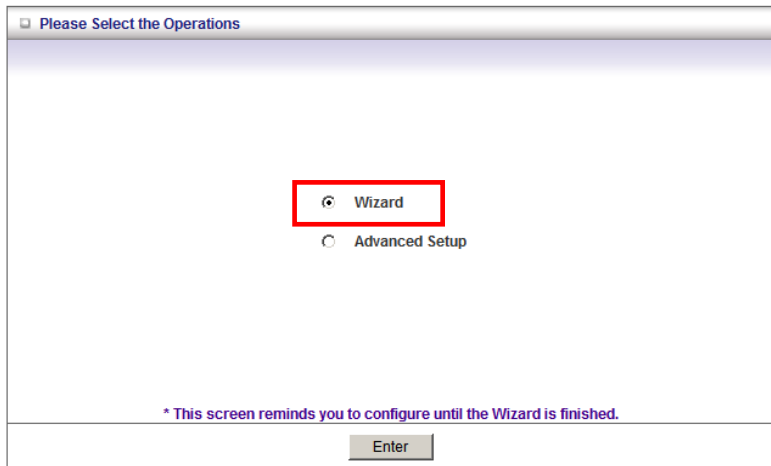 Please Select the Operations
Wizard
Advanced Setup
* This screen reminds you to configure until the Wizard is finished.
Enter